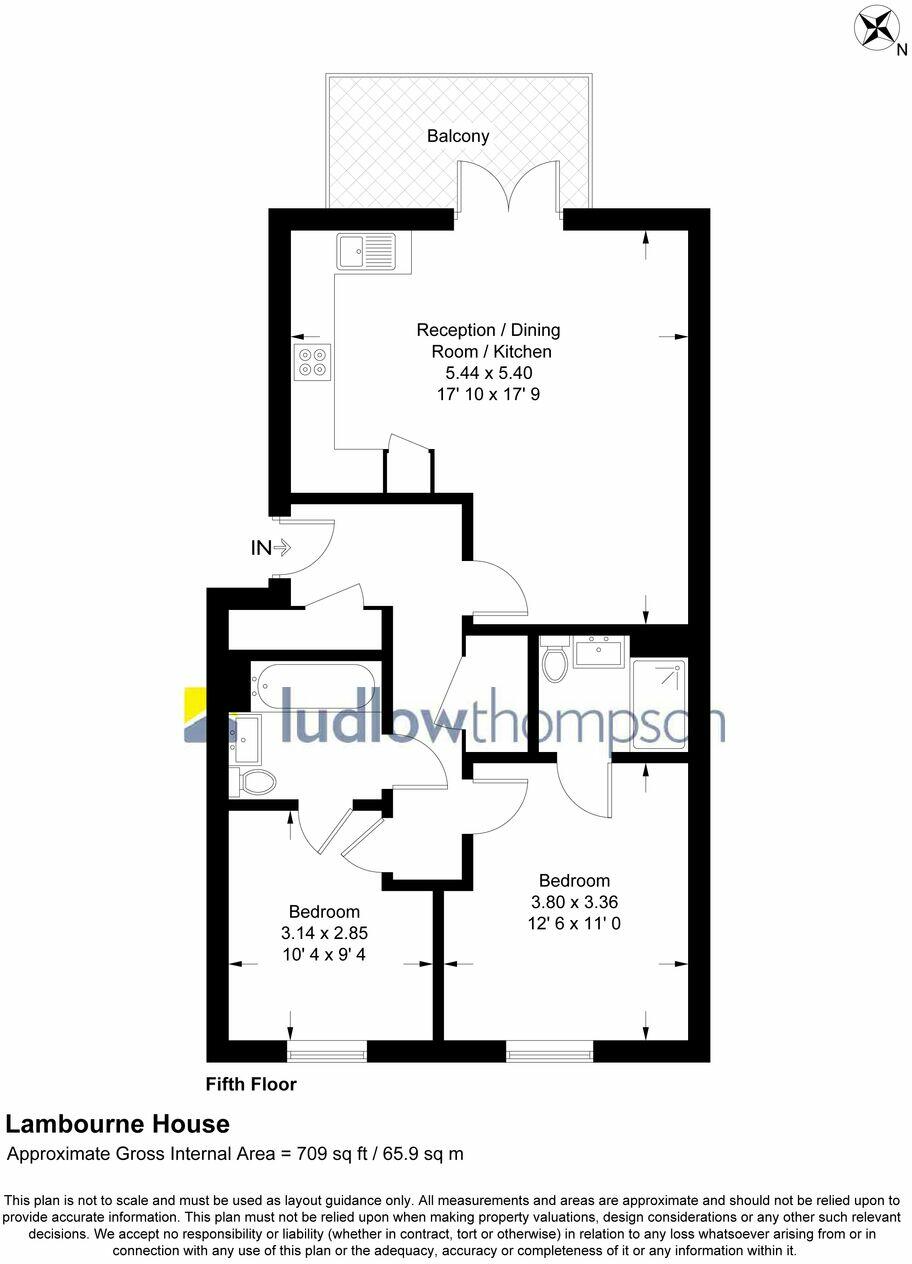 N
Balcony
Reception / Dining
Room / Kitchen
5.44 x 5.40
17' 10 x 17' 9
IN
ludlowthompson
Bedroom
3.80 x 3.36
12' 6 x 11' 0
Bedroom
3.14 x 2.85
10' 4 x 9' 4
Fifth Floor
Lambourne House
Approximate Gross Internal Area = 709 sq ft / 65.9 sq m
This plan is not to scale and must be used as layout guidance only. All measurements and areas are approximate and should not be relied upon to
provide accurate information. This plan must not be relied upon when making property valuations, design considerations or any other such relevant
decisions. We accept no responsibility or liability (whether in contract, tort or otherwise) in relation to any loss whatsoever arising from or in
connection with any use of this plan or the adequacy, accuracy or completeness of it or any information within it.